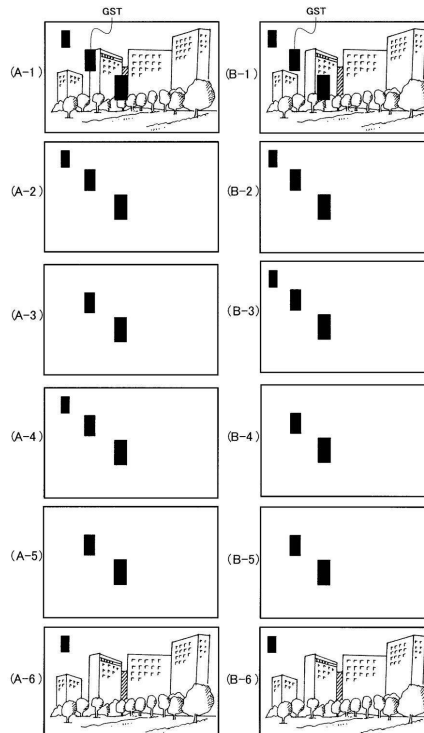 GST GST
(A-1) (B-1)
(A-2) (B-2)
(A-3) (B-3)
(A-4) (B-4)
(A-5) (B-5)
(A-6) (B-6)